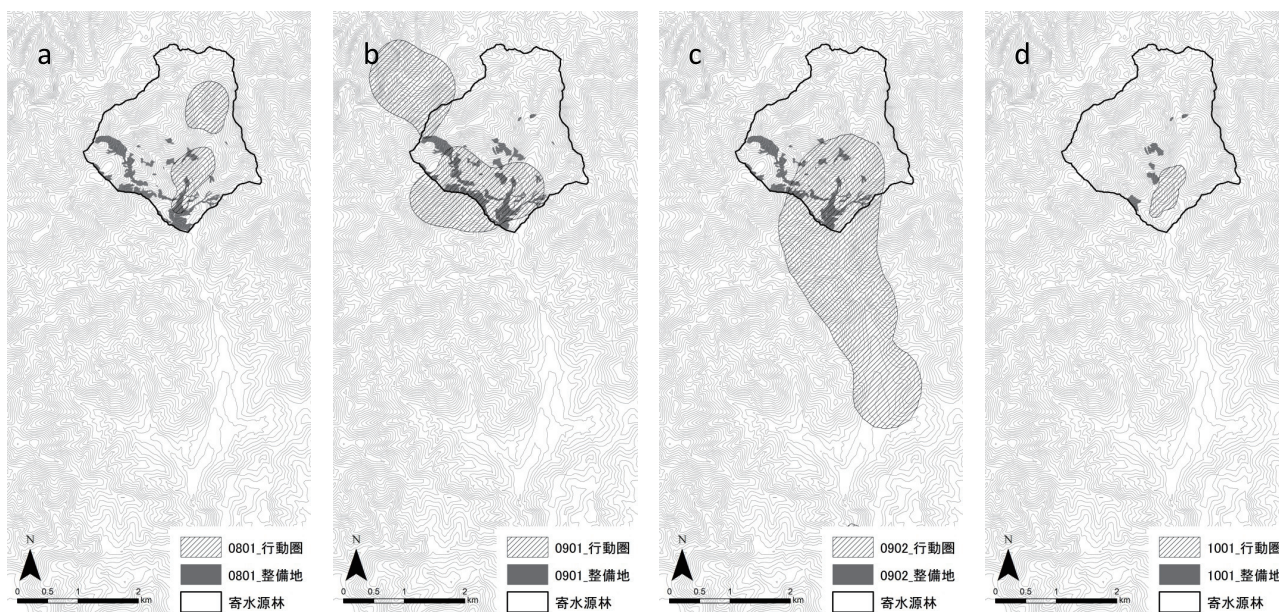 a
N
0801_行動圏
0801_整備地
寄水源林
0 0.5 1 2
km
b
N
0901_行動圏
0901_整備地
寄水源林
0 0.5 1 2
km
c
N
0902_行動圏
0902_整備地
寄水源林
0 0.5 1 2
km
d
N
1001_行動圏
1001_整備地
寄水源林
0 0.5 1 2
km